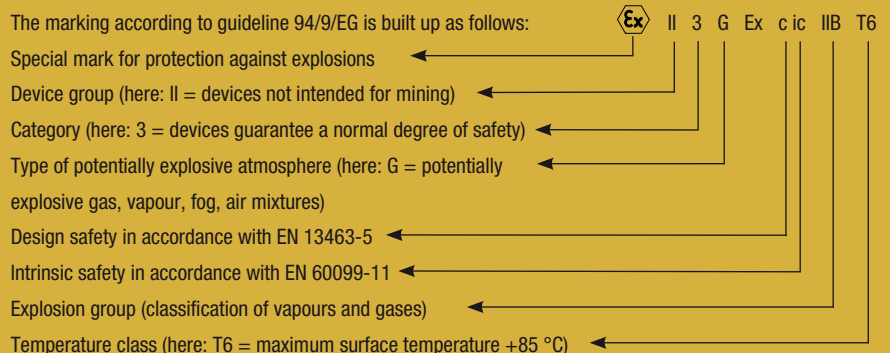 The marking according to guideline 94/9/EG is built up as follows: Ex II 3 G Ex c ic IIB T6
Special mark for protection against explosions
Device group (here: II = devices not intended for mining)
Category (here: 3 = devices guarantee a normal degree of safety)
Type of potentially explosive atmosphere (here: G = potentially
explosive gas, vapour, fog, air mixtures)
Design safety in accordance with EN 13463-5
Intrinsic safety in accordance with EN 60099-11
Explosion group (classification of vapours and gases)
Temperature class (here: T6 = maximum surface temperature +85 °C)